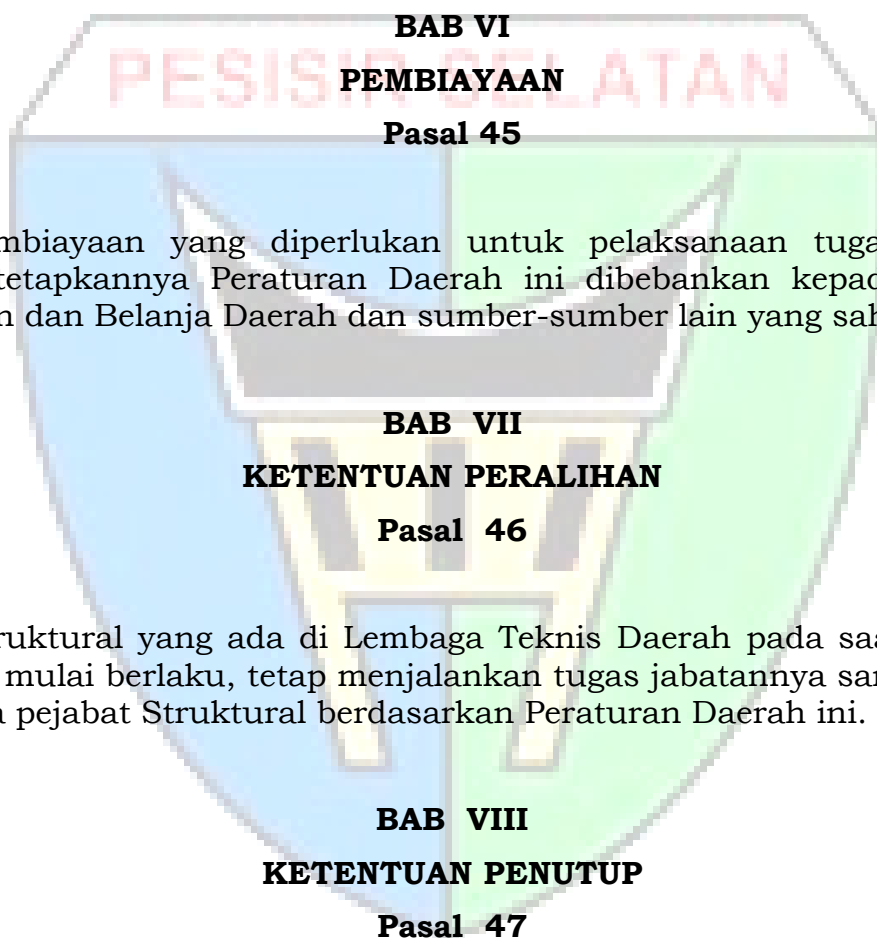 BAB VI
PESISIR SELATAN
PEMBIAYAAN
Pasal 45
mbiayaan yang diperlukan untuk pelaksanaan tuga
tetapkannya Peraturan Daerah ini dibebankan kepad
n dan Belanja Daerah dan sumber-sumber lain yang sah
BAB VII
KETENTUAN PERALIHAN
Pasal 46
ruktural yang ada di Lembaga Teknis Daerah pada saa
mulai berlaku, tetap menjalankan tugas jabatannya sam
pejabat Struktural berdasarkan Peraturan Daerah ini.
BAB VIII
KETENTUAN PENUTUP
Pasal 47